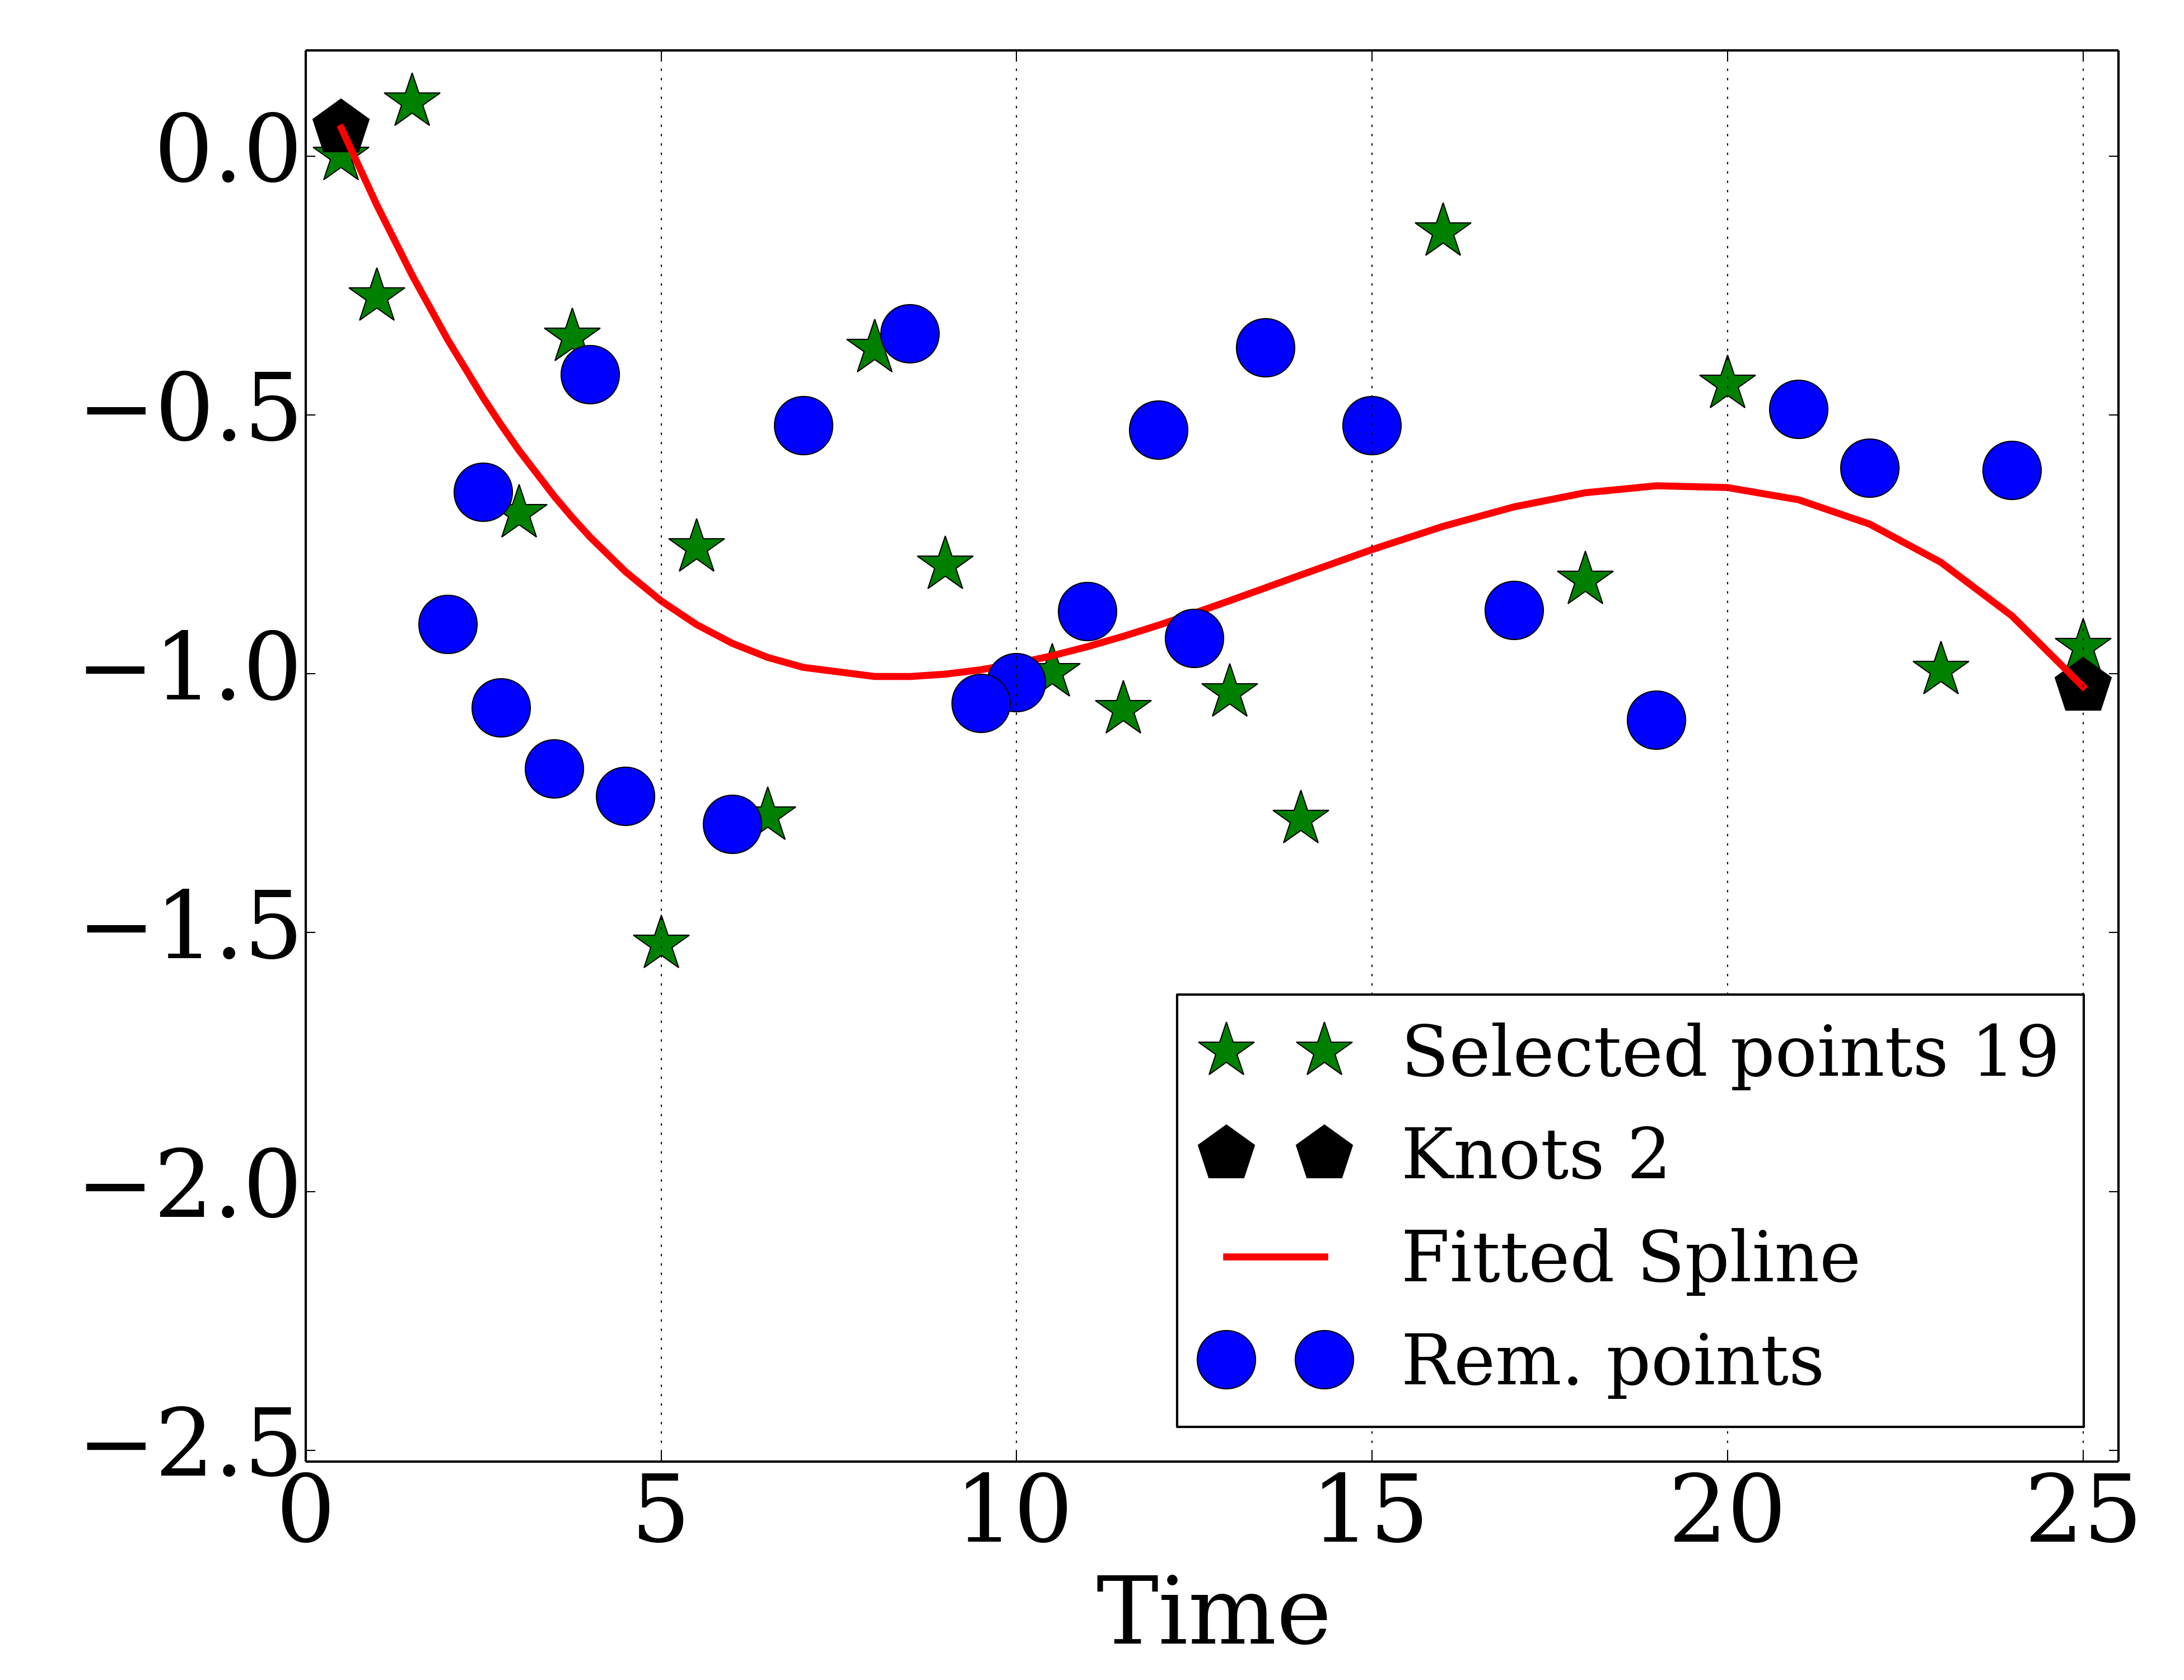 0.0
−0.5
−1.0
−1.5
−2.0
−2.5
0 5 10 15 20 25
Time
Selected points 19
Knots 2
Fitted Spline
Rem. points